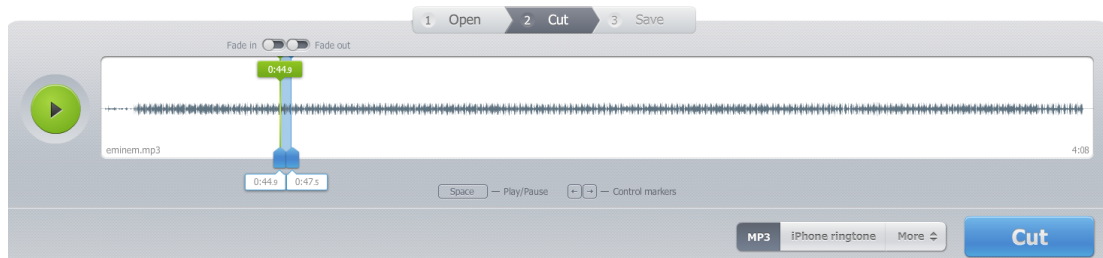 1 Open 2 Cut 3 Save
Fade in Fade out
0:44.9
eminem.mp3 4:08
0:44.9 0:47.5
Space — Play/Pause ← → — Control markers
MP3 iPhone ringtone More Cut